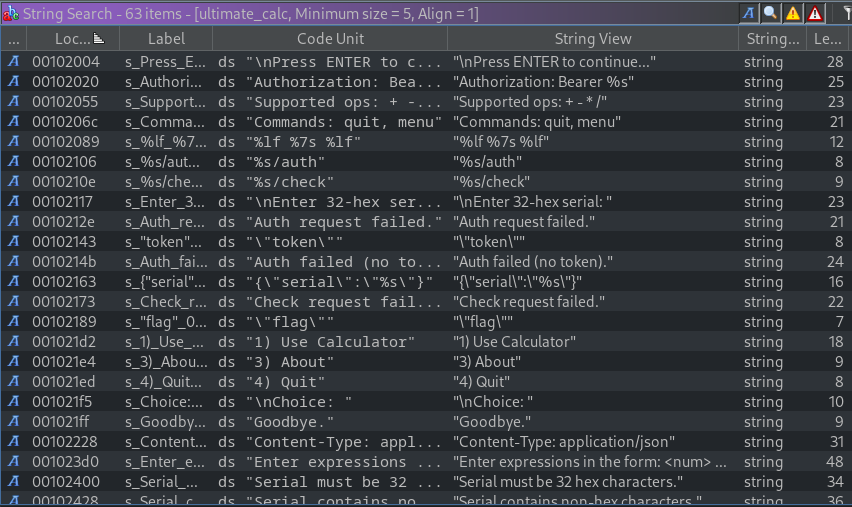 String Search - 63 items - [ultimate_calc, Minimum size = 5, Align = 1]
... Loc... Label Code Unit String View String... Le...
A 00102004 s_Press_E... ds "\nPress ENTER to c... "\nPress ENTER to continue..." string 28
A 00102020 s_Authori... ds "Authorization: Bea... "Authorization: Bearer %s" string 25
A 00102055 s_Support... ds "Supported ops: + -... "Supported ops: + - * /" string 23
A 0010206c s_Comma... ds "Commands: quit, menu" "Commands: quit, menu" string 21
A 00102089 s_%lf_%7... ds "%lf %7s %lf" "%lf %7s %lf" string 12
A 00102106 s_%s/aut... ds "%s/auth" "%s/auth" string 8
A 0010210e s_%s/che... ds "%s/check" "%s/check" string 9
A 00102117 s_Enter_3... ds "\nEnter 32-hex ser... "\nEnter 32-hex serial: " string 23
A 0010212e s_Auth_re... ds "Auth request failed." "Auth request failed." string 21
A 00102143 s_"token"... ds "\"token\"" "\"token\"" string 8
A 0010214b s_Auth_fai... ds "Auth failed (no to... "Auth failed (no token)." string 24
A 00102163 s_{"serial"... ds "{\"serial\":\"%s\"}" "{\"serial\":\"%s\"}" string 16
A 00102173 s_Check_r... ds "Check request fail... "Check request failed." string 22
A 00102189 s_"flag"_0... ds "\"flag\"" "\"flag\"" string 7
A 001021d2 s_1)_Use_... ds "1) Use Calculator" "1) Use Calculator" string 18
A 001021e4 s_3)_Abou... ds "3) About" "3) About" string 9
A 001021ed s_4)_Quit... ds "4) Quit" "4) Quit" string 8
A 001021f5 s_Choice:... ds "\nChoice: " "\nChoice: " string 10
A 001021ff s_Goodby... ds "Goodbye." "Goodbye." string 9
A 00102228 s_Content... ds "Content-Type: appl... "Content-Type: application/json" string 31
A 001023d0 s_Enter_e... ds "Enter expressions ... "Enter expressions in the form: <num> ... string 48
A 00102400 s_Serial_... ds "Serial must be 32 ... "Serial must be 32 hex characters." string 34
A 00102428 s_Serial_c... ds "Serial contains no... "Serial contains non-hex characters." string 36